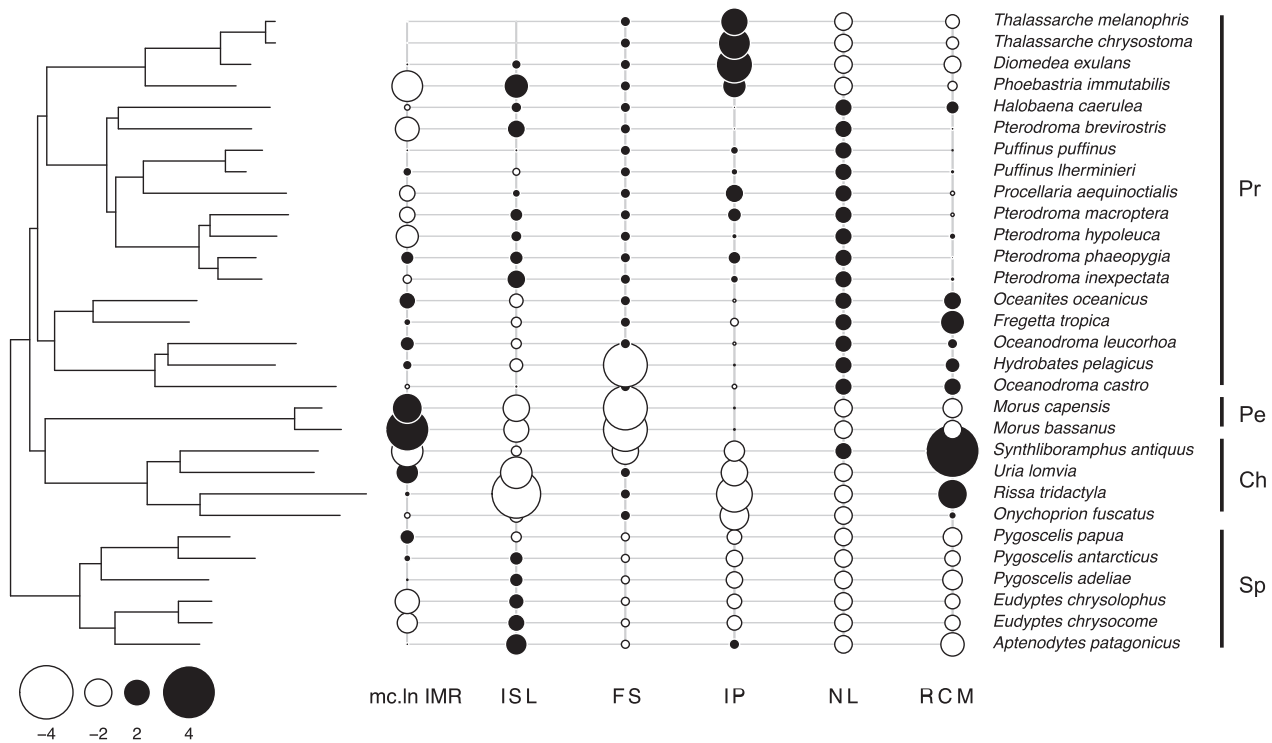 Thalassarche melanophris
Thalassarche chrysostoma
Diomedea exulans
Phoebastria immutabilis
Halobaena caerulea
Pterodroma brevirostris
Puffinus puffinus
Puffinus lherminieri
Procellaria aequinoctialis
Pr
Pterodroma macroptera
Pterodroma hypoleuca
Pterodroma phaeopygia
Pterodroma inexpectata
Oceanites oceanicus
Fregetta tropica
Oceanodroma leucorhoa
Hydrobates pelagicus
Oceanodroma castro
Morus capensis
Pe
Morus bassanus
Synthliboramphus antiquus
Uria lomvia
Ch
Rissa tridactyla
Onychoprion fuscatus
Pygoscelis papua
Pygoscelis antarcticus
Pygoscelis adeliae
Sp
Eudyptes chrysolophus
Eudyptes chrysocome
Aptenodytes patagonicus
mc.ln IMR ISL FS IP NL RCM
−4 −2 2 4